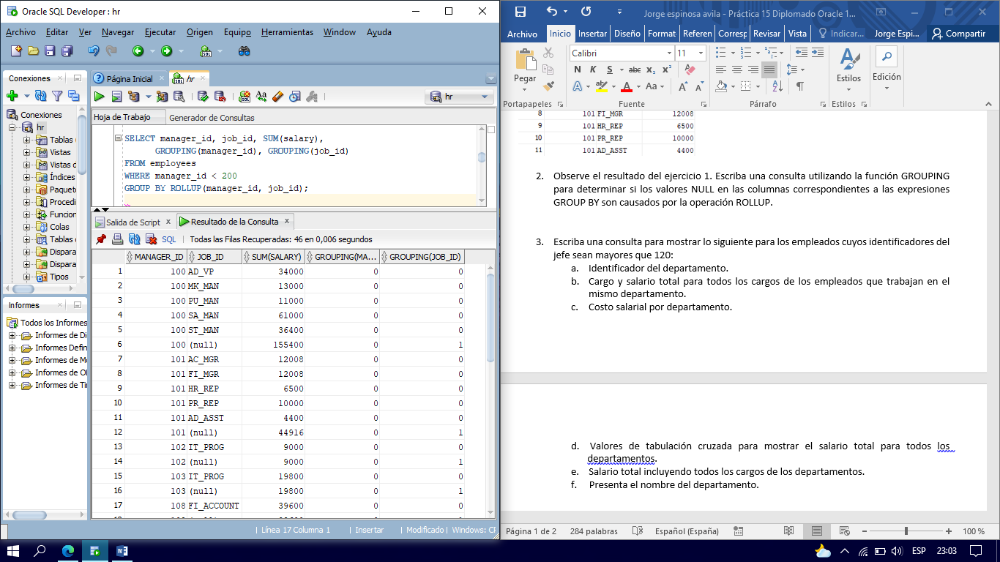 Oracle SQL Developer : hr
Archivo Editar Ver Navegar Ejecutar Origen Equipo Herramientas Window Ayuda
Conexiones
Conexiones
hr
Tablas
Vistas
Vistas d
Índices
Paquet
Procedi
Funcion
Colas
Tablas
Dispara
Dispara
Tipos
Informes
Todos los Informes
Informes de Di
Informes Defin
Informes de M
Informes de O
Informes de Ti
Página Inicial
hr
hr
Hoja de Trabajo Generador de Consultas
SELECT manager_id, job_id, SUM(salary),
GROUPING(manager_id), GROUPING(job_id)
FROM employees
WHERE manager_id < 200
GROUP BY ROLLUP(manager_id, job_id);
Salida de Script x Resultado de la Consulta x
SQL | Todas las Filas Recuperadas: 46 en 0,006 segundos
MANAGER_ID JOB_ID SUM(SALARY) GROUPING(MA... GROUPING(JOB_ID)
1 100 AD_VP 34000 0 0
2 100 MK_MAN 13000 0 0
3 100 PU_MAN 11000 0 0
4 100 SA_MAN 61000 0 0
5 100 ST_MAN 36400 0 0
6 100 (null) 155400 0 1
7 101 AC_MGR 12008 0 0
8 101 FI_MGR 12008 0 0
9 101 HR_REP 6500 0 0
10 101 PR_REP 10000 0 0
11 101 AD_ASST 4400 0 0
12 101 (null) 44916 0 1
13 102 IT_PROG 9000 0 0
14 102 (null) 9000 0 1
15 103 IT_PROG 19800 0 0
16 103 (null) 19800 0 1
17 108 FI_ACCOUNT 39600 0 0
| Línea 17 Columna 1 | Insertar | Modificado | Windows: CR
Jorge espinosa avila - Práctica 15 Diplomado Oracle 1...
Archivo Inicio Insertar Diseño Format Referen Corresp Revisar Vista Indicar... Jorge Espi... Compartir
Pegar
Calibri 11
N K S abc x₂ x²
A ab A Aa A A
Estilos
Edición
Portapapeles Fuente Párrafo Estilos
8 101 FI_MGR 12008
9 101 HR_REP 6500
10 101 PR_REP 10000
11 101 AD_ASST 4400
2. Observe el resultado del ejercicio 1. Escriba una consulta utilizando la función GROUPING
para determinar si los valores NULL en las columnas correspondientes a las expresiones
GROUP BY son causados por la operación ROLLUP.
3. Escriba una consulta para mostrar lo siguiente para los empleados cuyos identificadores del
jefe sean mayores que 120:
a. Identificador del departamento.
b. Cargo y salario total para todos los cargos de los empleados que trabajan en el
mismo departamento.
c. Costo salarial por departamento.
d. Valores de tabulación cruzada para mostrar el salario total para todos los
departamentos.
e. Salario total incluyendo todos los cargos de los departamentos.
f. Presenta el nombre del departamento.
Página 1 de 2 284 palabras Español (España) 100 %
ESP 23:03